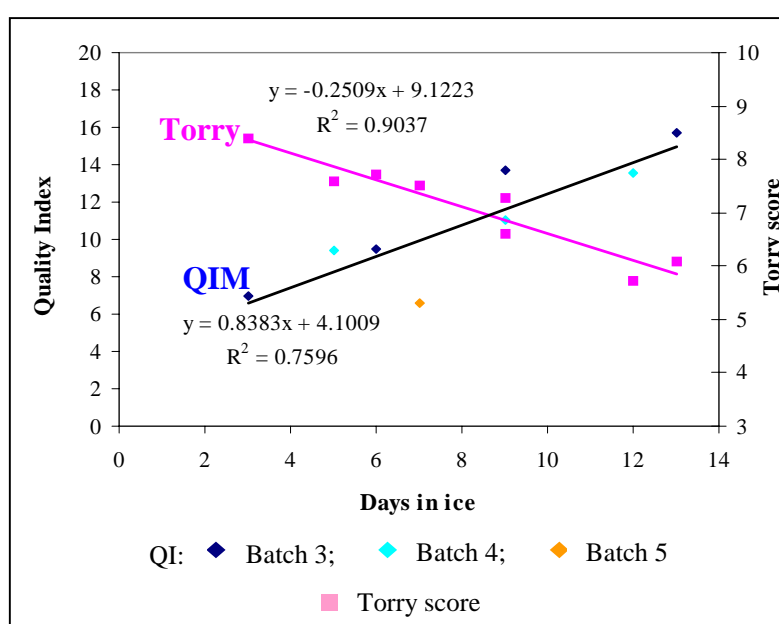 20
18
16
14
12
10
8
6
4
2
0
Quality Index
10
9
8
7
6
5
4
3
Torry score
y = -0.2509x + 9.1223
R² = 0.9037
Torry
QIM
y = 0.8383x + 4.1009
R² = 0.7596
0 2 4 6 8 10 12 14
Days in ice
QI: Batch 3; Batch 4; Batch 5
Torry score